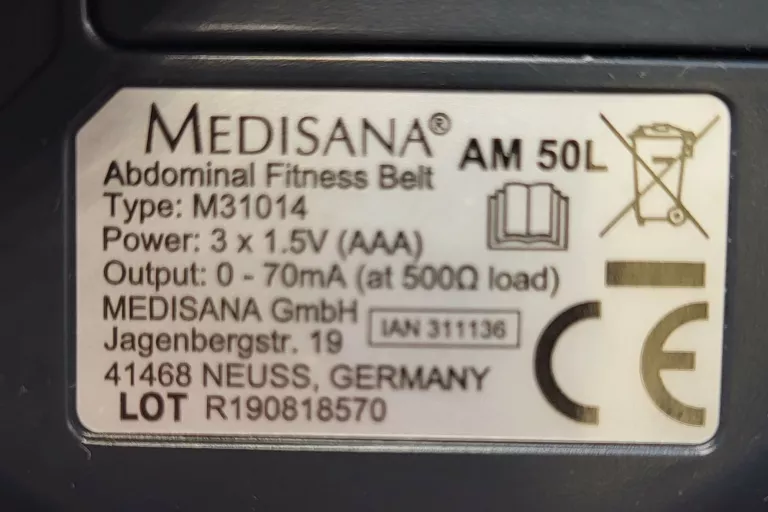 MEDISANA®
AM 50L
Abdominal Fitness Belt
Type: M31014
Power: 3 x 1.5V (AAA)
Output: 0 - 70mA (at 500Ω load)
MEDISANA GmbH
IAN 311136
Jagenbergstr. 19
41468 NEUSS, GERMANY
LOT R190818570
CE